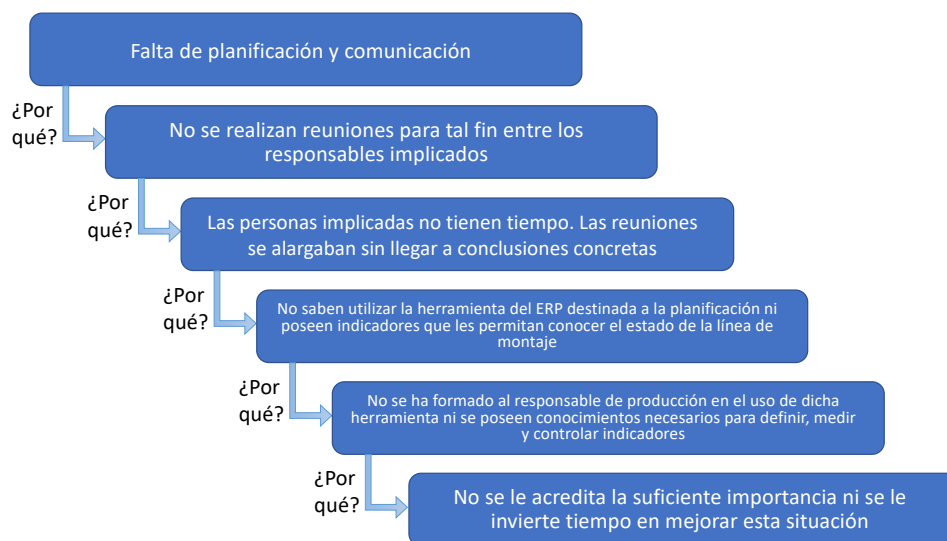 Falta de planificación y comunicación
¿Por
qué?
No se realizan reuniones para tal fin entre los
responsables implicados
¿Por
qué?
Las personas implicadas no tienen tiempo. Las reuniones
se alargaban sin llegar a conclusiones concretas
¿Por
qué?
No saben utilizar la herramienta del ERP destinada a la planificación ni
poseen indicadores que les permitan conocer el estado de la línea de
montaje
¿Por
qué?
No se ha formado al responsable de producción en el uso de dicha
herramienta ni se poseen conocimientos necesarios para definir, medir
y controlar indicadores
¿Por
qué?
No se le acredita la suficiente importancia ni se le
invierte tiempo en mejorar esta situación